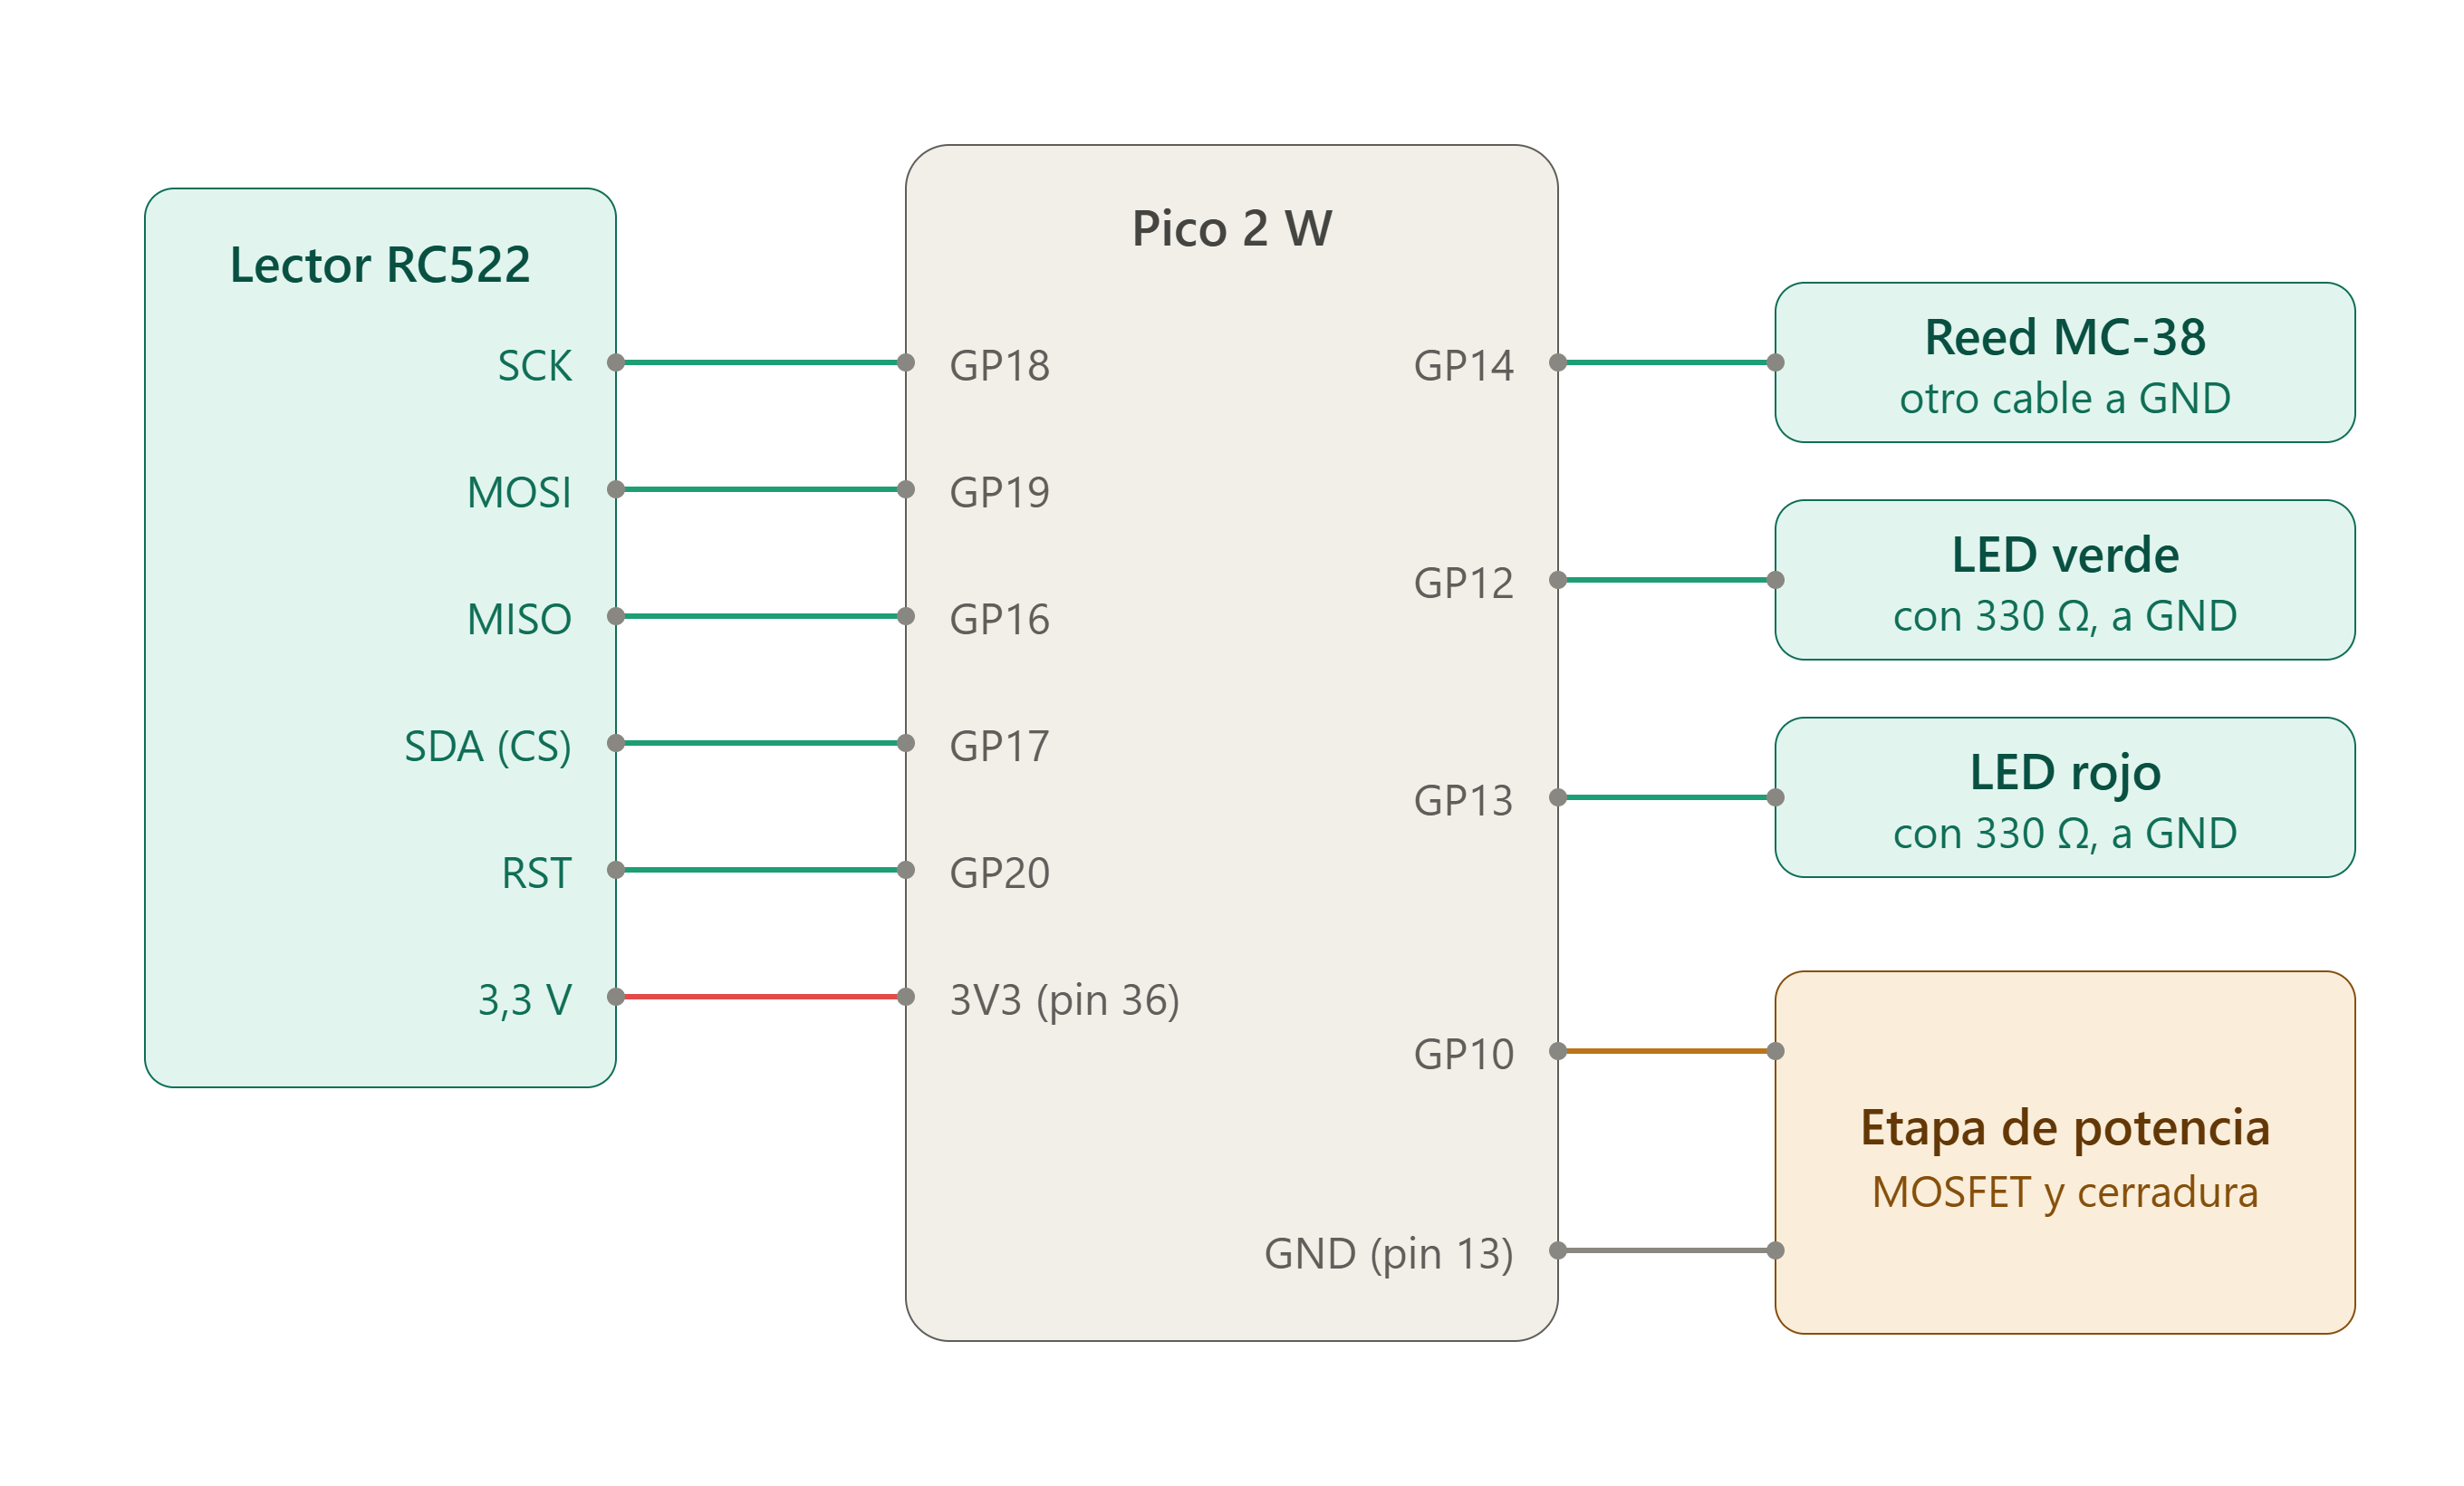 Lector RC522
SCK
MOSI
MISO
SDA (CS)
RST
3,3 V
Pico 2 W
GP18
GP19
GP16
GP17
GP20
3V3 (pin 36)
GP14
GP12
GP13
GP10
GND (pin 13)
Reed MC-38
otro cable a GND
LED verde
con 330 Ω, a GND
LED rojo
con 330 Ω, a GND
Etapa de potencia
MOSFET y cerradura